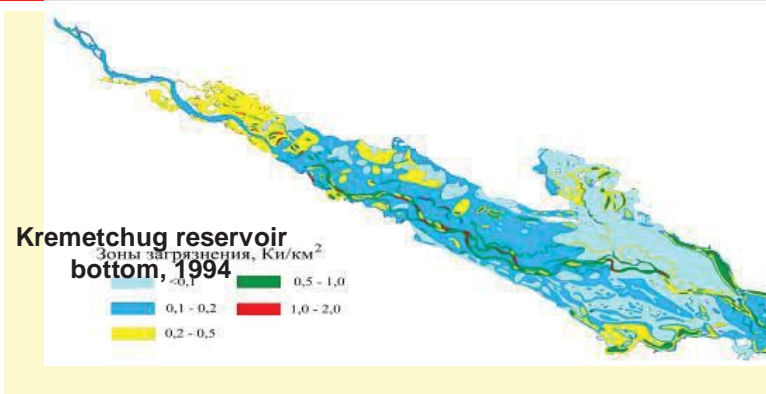 Kremetchug reservoir
Зоны загрязнения, Ки/км²
bottom, 1994
<0,1
0,5 - 1,0
0,1 - 0,2
1,0 - 2,0
0,2 - 0,5